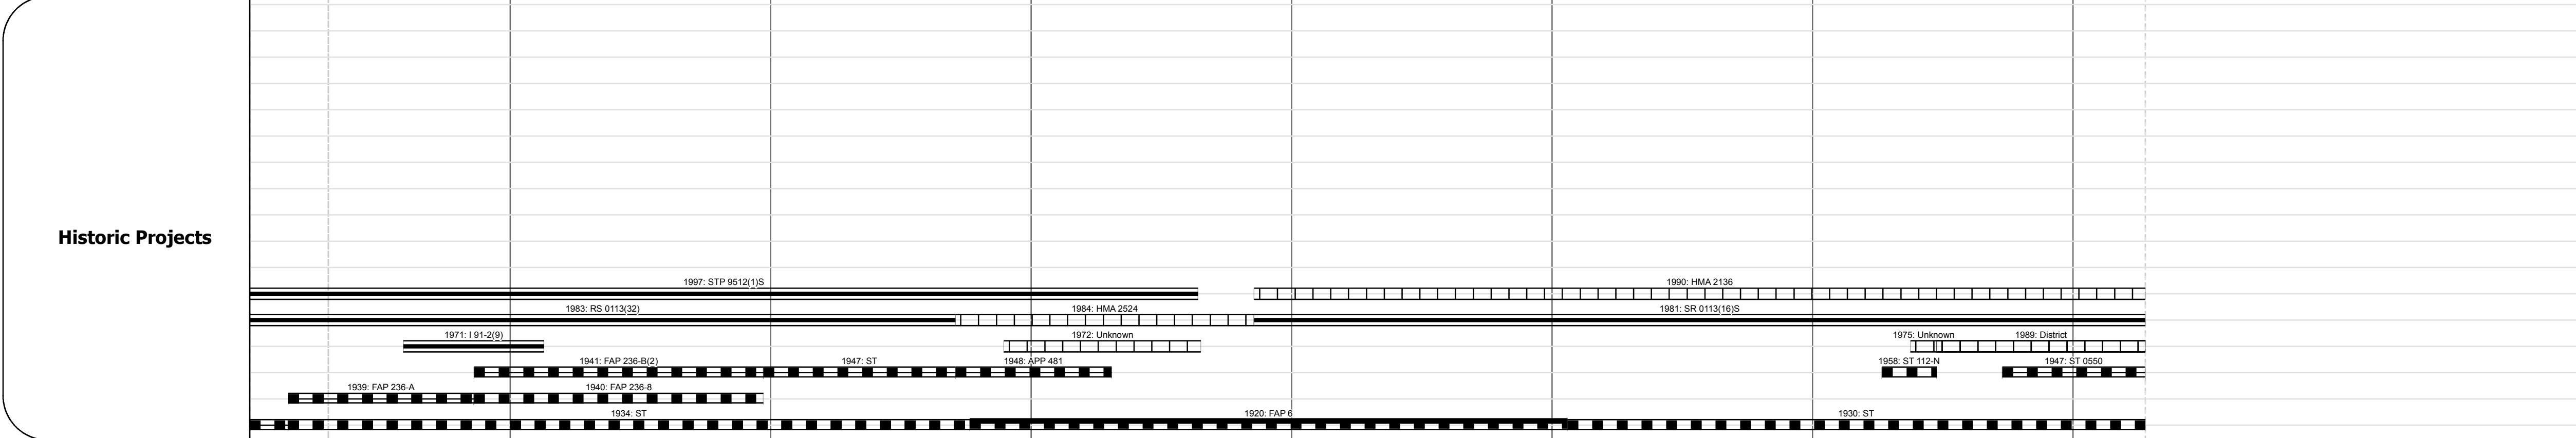 Historic Projects
1997: STP 9512(1)S
1990: HMA 2136
1983: RS 0113(32)
1984: HMA 2524
1981: SR 0113(16)S
1971: I 91-2(9)
1972: Unknown
1975: Unknown
1989: District
1941: FAP 236-B(2)
1947: ST
1948: APP 481
1958: ST 112-N
1947: ST 0550
1939: FAP 236-A
1940: FAP 236-8
1934: ST
1920: FAP 6
1930: ST